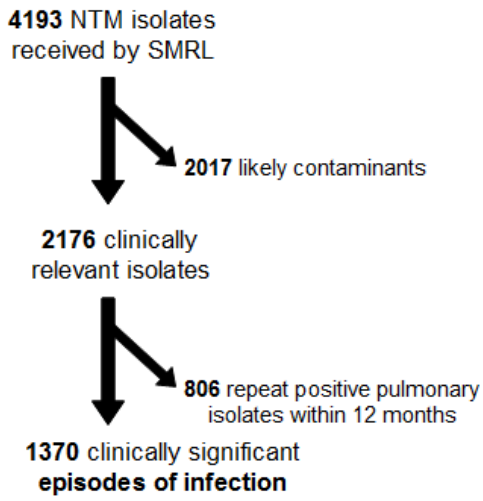 4193 NTM isolates
received by SMRL
2017 likely contaminants
2176 clinically
relevant isolates
806 repeat positive pulmonary
isolates within 12 months
1370 clinically significant
episodes of infection